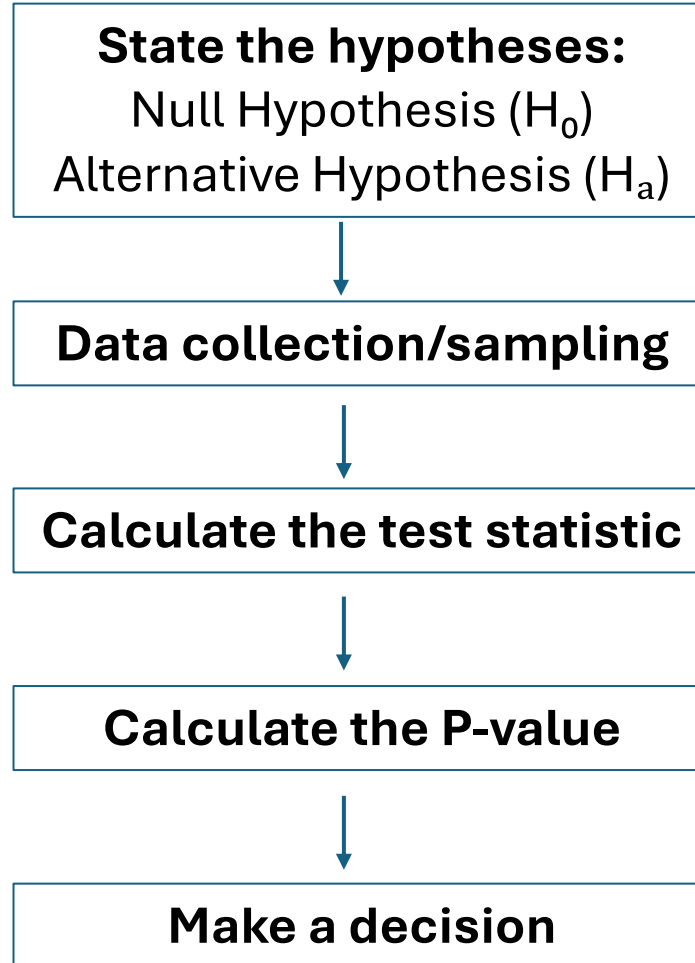 State the hypotheses:
Null Hypothesis (H₀)
Alternative Hypothesis (Hₐ)
Data collection/sampling
Calculate the test statistic
Calculate the P-value
Make a decision